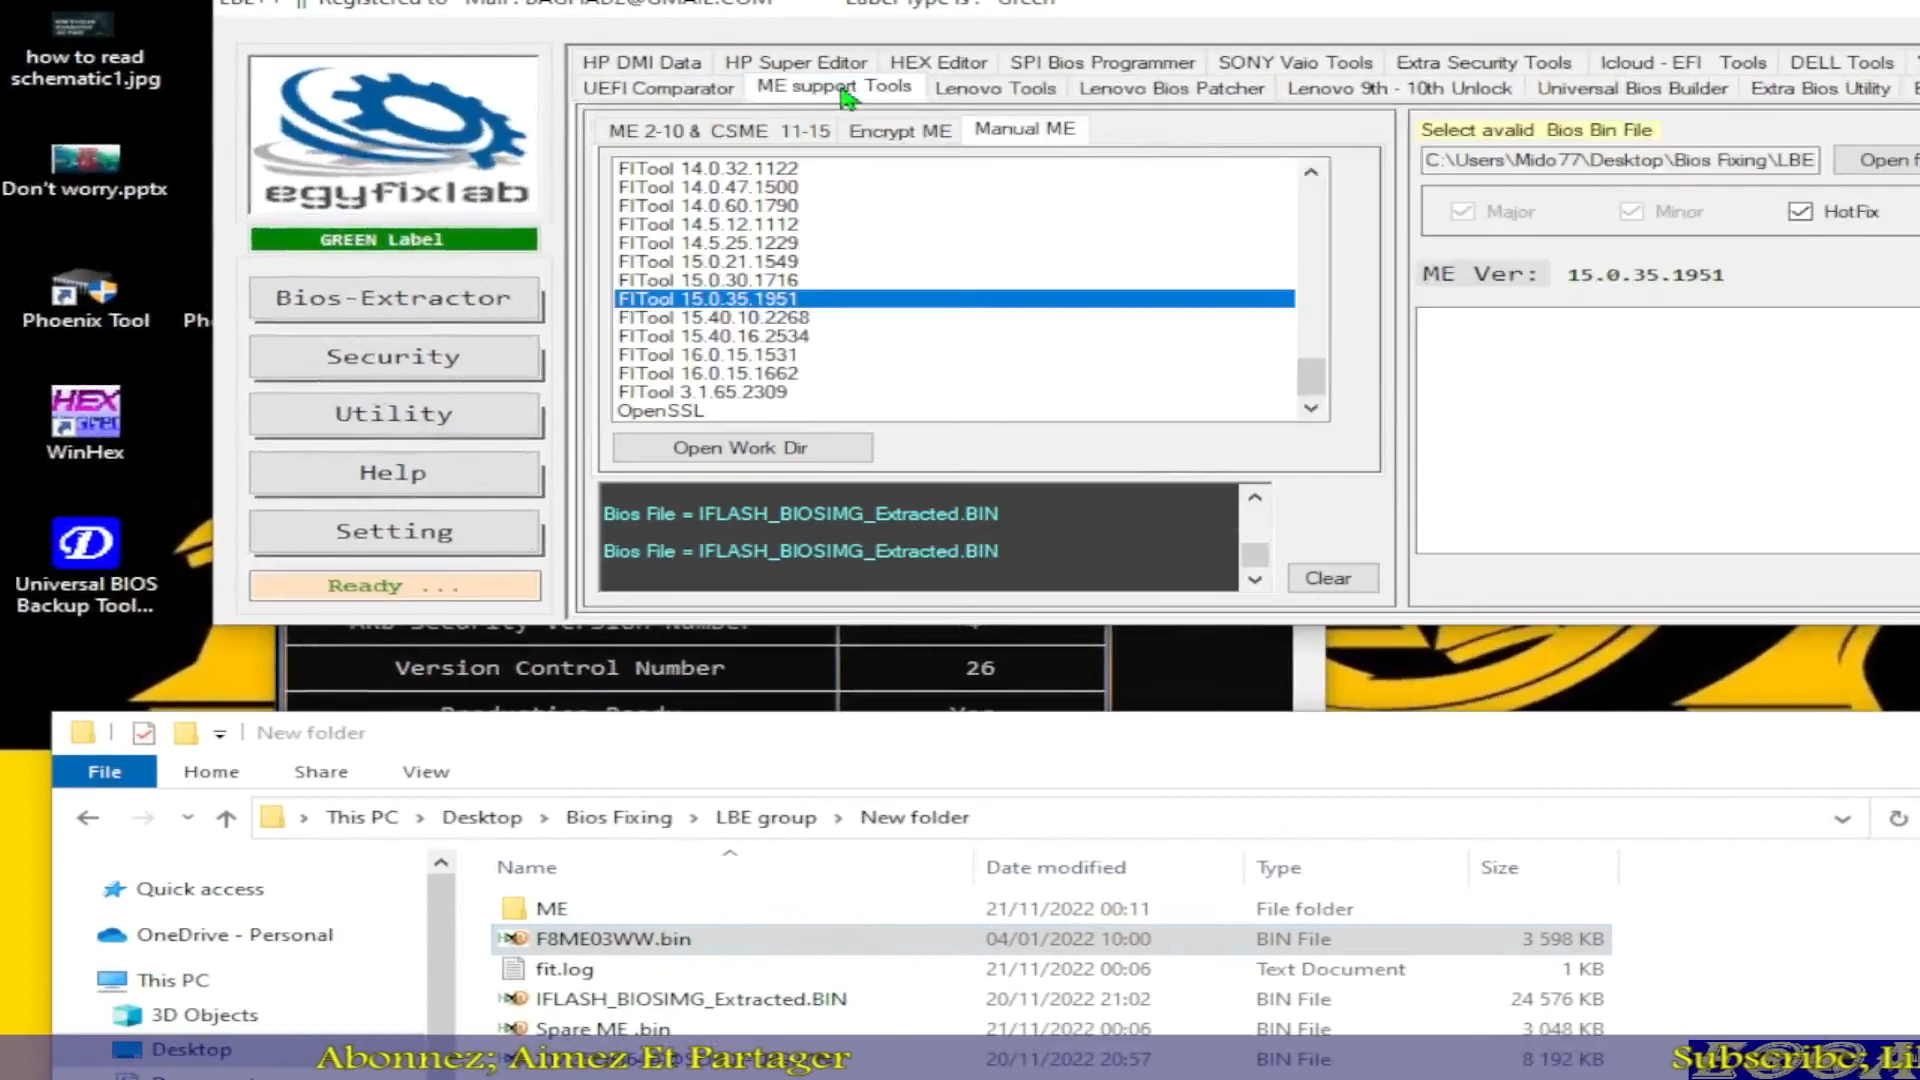 Registered to Mail : BAGHADZ@GMAIL.COM Label Type is : Green
how to read
schematic1.jpg
Don't worry.pptx
Phoenix Tool
WinHex
Universal BIOS
Backup Tool...
egyfixlab
GREEN Label
Bios-Extractor
Security
Utility
Help
Setting
Ready ...
HP DMI Data HP Super Editor HEX Editor SPI Bios Programmer SONY Vaio Tools Extra Security Tools Icloud - EFI Tools DELL Tools
UEFI Comparator ME support Tools Lenovo Tools Lenovo Bios Patcher Lenovo 9th - 10th Unlock Universal Bios Builder Extra Bios Utility
ME 2-10 & CSME 11-15 Encrypt ME Manual ME
FITool 14.0.32.1122
FITool 14.0.47.1500
FITool 14.0.60.1790
FITool 14.5.12.1112
FITool 14.5.25.1229
FITool 15.0.21.1549
FITool 15.0.30.1716
FITool 15.0.35.1951
FITool 15.40.10.2268
FITool 15.40.16.2534
FITool 16.0.15.1531
FITool 16.0.15.1662
FITool 3.1.65.2309
OpenSSL
Open Work Dir
Bios File = IFLASH_BIOSIMG_Extracted.BIN
Bios File = IFLASH_BIOSIMG_Extracted.BIN
Clear
Select avalid Bios Bin File
C:\Users\Mido77\Desktop\Bios Fixing\LBE Open f
Major Minor HotFix
ME Ver: 15.0.35.1951
Version Control Number 26
New folder
File Home Share View
This PC › Desktop › Bios Fixing › LBE group › New folder
Name Date modified Type Size
Quick access
OneDrive - Personal
This PC
3D Objects
Desktop
ME 21/11/2022 00:11 File folder
F8ME03WW.bin 04/01/2022 10:00 BIN File 3 598 KB
fit.log 21/11/2022 00:06 Text Document 1 KB
IFLASH_BIOSIMG_Extracted.BIN 20/11/2022 21:02 BIN File 24 576 KB
Spare ME .bin 21/11/2022 00:06 BIN File 3 048 KB
20/11/2022 20:57 BIN File 8 192 KB
Abonnez; Aimez Et Partager
Subscribe; Li